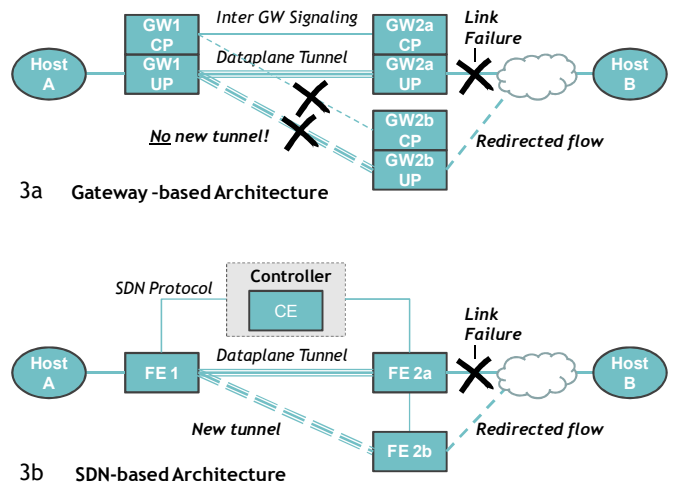 Inter GW Signaling
GW1
CP
GW2a
CP
Link
Failure
Host
A
GW1
UP
Dataplane Tunnel
GW2a
UP
Host
B
No new tunnel!
GW2b
CP
GW2b
UP
Redirected flow
3a Gateway -based Architecture
SDN Protocol
Controller
CE
Link
Failure
Host
A
FE 1
Dataplane Tunnel
FE 2a
Host
B
New tunnel
FE 2b
Redirected flow
3b SDN-based Architecture